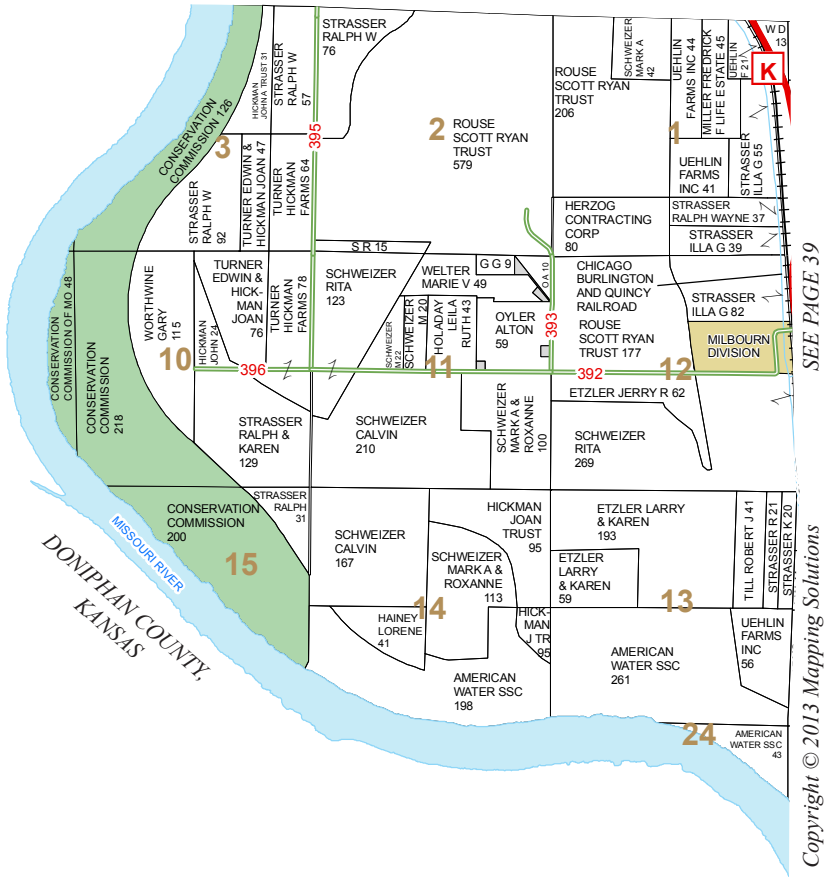 STRASSER
RALPH W
76
W D
13
K
HICKMAN
JOHN A TRUST 31
STRASSER
RALPH W
57
395
CONSERVATION
COMMISSION 126
3
2
ROUSE
SCOTT RYAN
TRUST
579
ROUSE
SCOTT RYAN
TRUST
206
SCHWEIZER
MARK A
42
UEHLIN
FARMS INC 44
MILLER FREDRICK
F LIFE ESTATE 45
UEHLIN
F 21
1
UEHLIN
FARMS
INC 41
STRASSER
ILLA G 55
STRASSER
RALPH W
92
TURNER EDWIN &
HICKMAN JOAN 47
TURNER
HICKMAN
FARMS 64
HERZOG
CONTRACTING
CORP
80
STRASSER
RALPH WAYNE 37
STRASSER
ILLA G 39
S R 15
CONSERVATION
COMMISSION OF MO 48
CONSERVATION
COMMISSION
218
WORTHWINE
GARY
115
10
HICKMAN
JOHN 24
TURNER
EDWIN &
HICK-
MAN
JOAN
76
TURNER
HICKMAN
FARMS 78
SCHWEIZER
RITA
123
WELTER
MARIE V 49
G G 9
O A 10
SCHWEIZER
M 22
SCHWEIZER
M 20
HOLADAY
LEILA
RUTH 43
OYLER
ALTON
59
393
CHICAGO
BURLINGTON
AND QUINCY
RAILROAD
ROUSE
SCOTT RYAN
TRUST 177
STRASSER
ILLA G 82
MILBOURN
DIVISION
396
11
392
12
ETZLER JERRY R 62
STRASSER
RALPH &
KAREN
129
SCHWEIZER
CALVIN
210
SCHWEIZER
MARK A &
ROXANNE
100
SCHWEIZER
RITA
269
STRASSER
RALPH
31
CONSERVATION
COMMISSION
200
15
SCHWEIZER
CALVIN
167
HICKMAN
JOAN
TRUST
95
SCHWEIZER
MARK A &
ROXANNE
113
14
HAINEY
LORENE
41
HICK-
MAN
J TR
95
ETZLER LARRY
& KAREN
193
ETZLER
LARRY
& KAREN
59
13
TILL ROBERT J 41
STRASSER R 21
STRASSER K 20
UEHLIN
FARMS
INC
56
AMERICAN
WATER SSC
261
AMERICAN
WATER SSC
198
24
AMERICAN
WATER SSC
43
MISSOURI RIVER
DONIPHAN COUNTY,
KANSAS
SEE PAGE 39
Copyright © 2013 Mapping Solutions